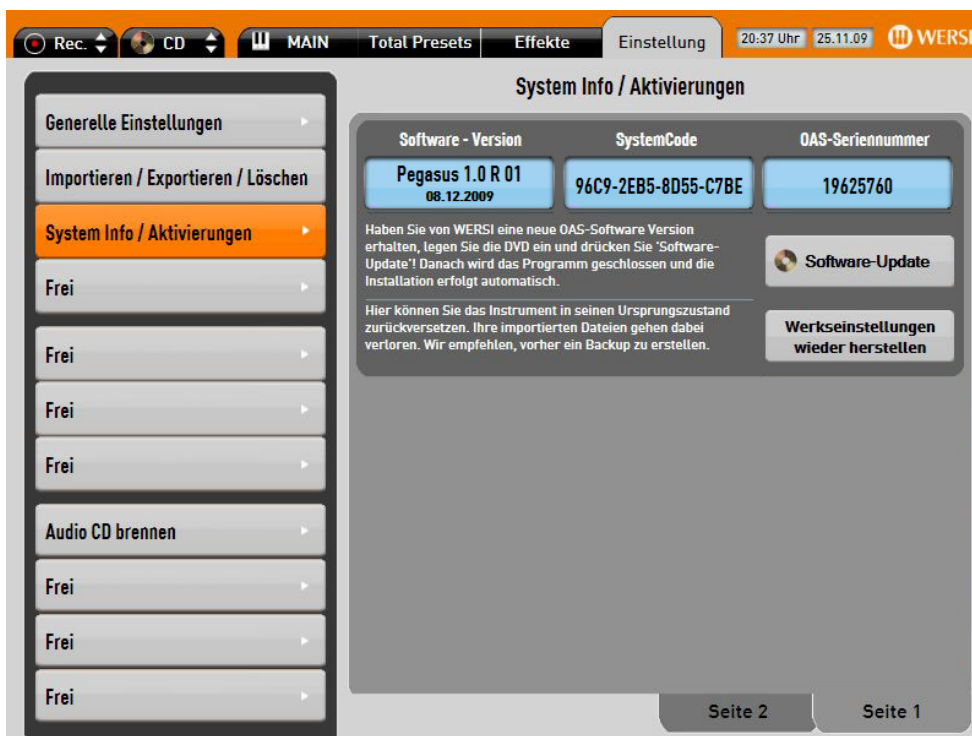 Rec.
CD
MAIN
Total Presets
Effekte
Einstellung
20:37 Uhr
25.11.09
WERSI
Generelle Einstellungen
Importieren / Exportieren / Löschen
System Info / Aktivierungen
Frei
Frei
Frei
Frei
Audio CD brennen
Frei
Frei
Frei
System Info / Aktivierungen
Software - Version
SystemCode
OAS-Seriennummer
Pegasus 1.0 R 01
08.12.2009
96C9-2EB5-8D55-C7BE
19625760
Haben Sie von WERSI eine neue OAS-Software Version
erhalten, legen Sie die DVD ein und drücken Sie 'Software-
Update'! Danach wird das Programm geschlossen und die
Installation erfolgt automatisch.
Software-Update
Hier können Sie das Instrument in seinen Ursprungszustand
zurückversetzen. Ihre importierten Dateien gehen dabei
verloren. Wir empfehlen, vorher ein Backup zu erstellen.
Werkseinstellungen
wieder herstellen
Seite 2
Seite 1